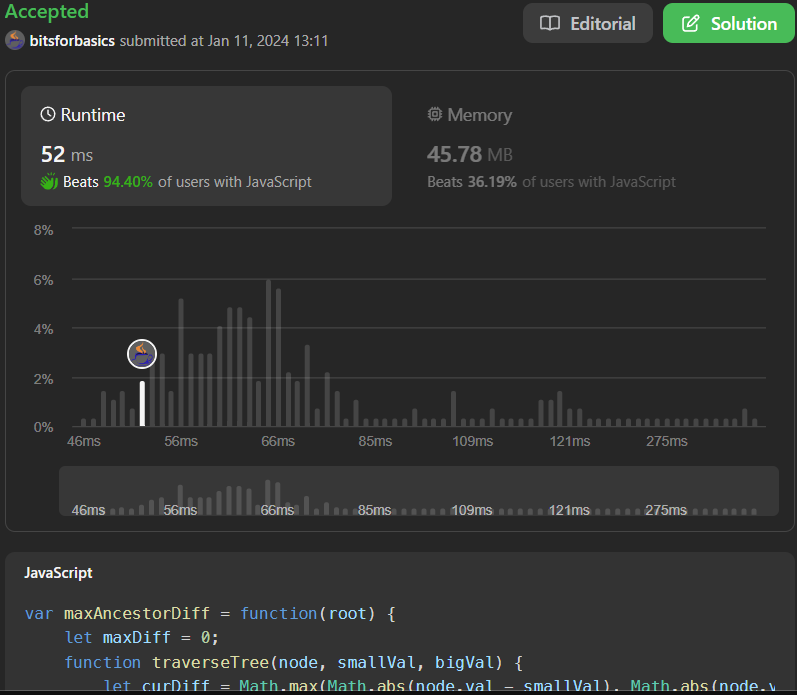 Accepted
Editorial
Solution
bitsforbasics submitted at Jan 11, 2024 13:11
Runtime
52 ms
Beats 94.40% of users with JavaScript
Memory
45.78 MB
Beats 36.19% of users with JavaScript
8%
6%
4%
2%
0%
46ms 56ms 66ms 85ms 109ms 121ms 275ms
46ms 56ms 66ms 85ms 109ms 121ms 275ms
JavaScript
var maxAncestorDiff = function(root) {
let maxDiff = 0;
function traverseTree(node, smallVal, bigVal) {
let curDiff = Math.max(Math.abs(node.val - smallVal), Math.abs(node.v